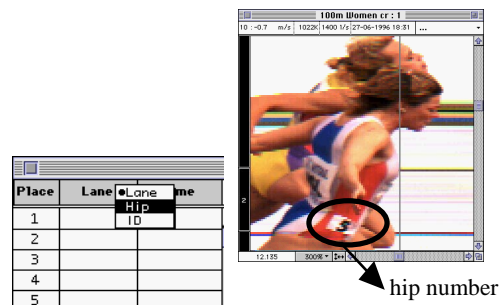 100m Women cr : 1
10 :-0.7 m/s 1022K 1400 l/s 27-06-1996 18:31 ...
2
5
12.135 300%
hip number
Place Lane
Lane
Hip
ID
1
2
3
4
5